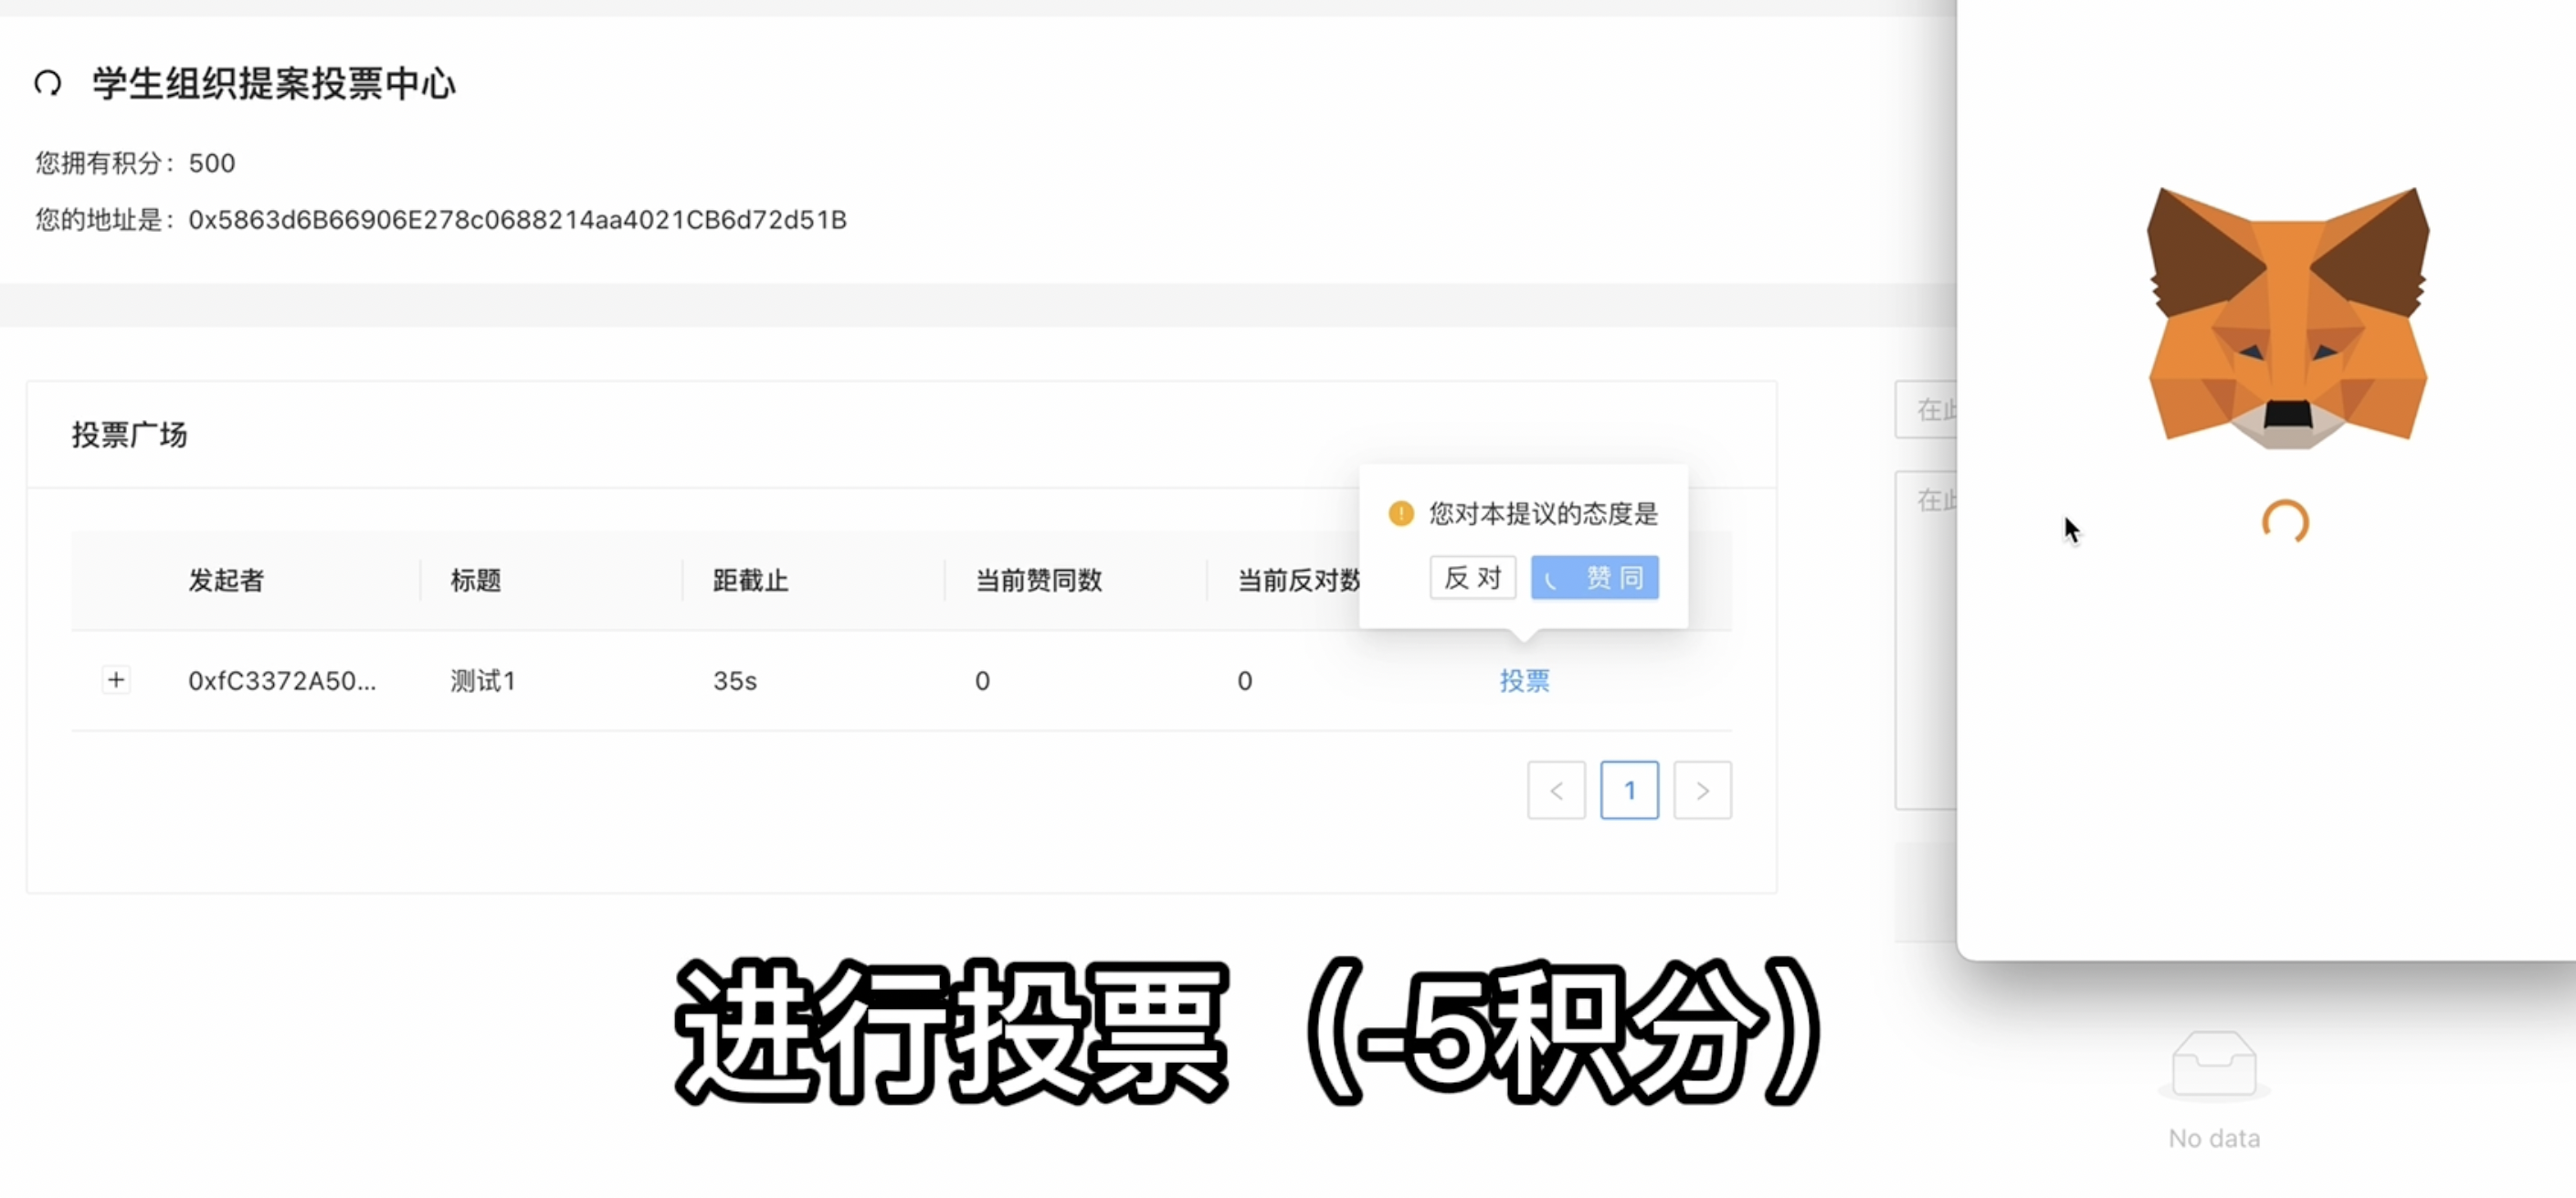 学生组织提案投票中心
您拥有积分：500
您的地址是：0x5863d6B66906E278c0688214aa4021CB6d72d51B
投票广场
您对本提议的态度是
反 对
赞 同
发起者 标题 距截止 当前赞同数 当前反对数
0xfC3372A50... 测试1 35s 0 0 投票
< 1 >
在此
在此
进行投票（-5积分）
No data